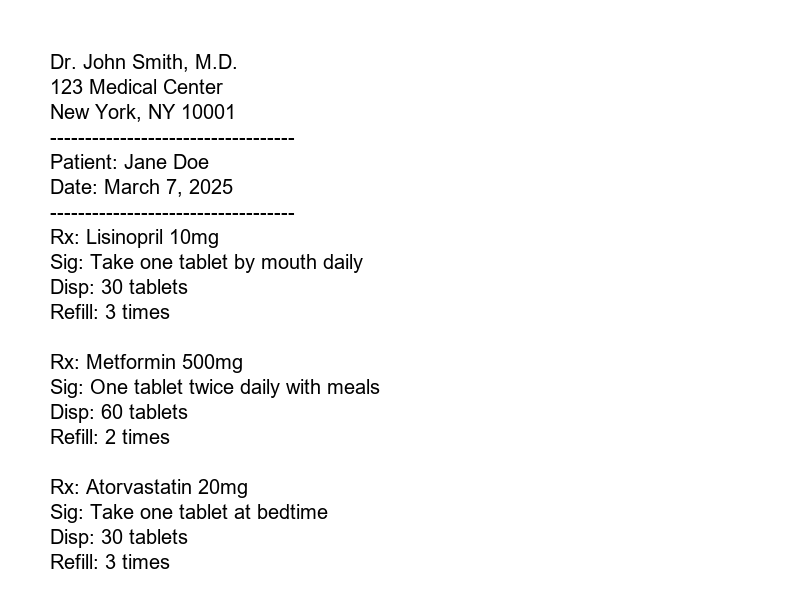 Dr. John Smith, M.D.
123 Medical Center
New York, NY 10001
-----------------------------------
Patient: Jane Doe
Date: March 7, 2025
-----------------------------------
Rx: Lisinopril 10mg
Sig: Take one tablet by mouth daily
Disp: 30 tablets
Refill: 3 times

Rx: Metformin 500mg
Sig: One tablet twice daily with meals
Disp: 60 tablets
Refill: 2 times

Rx: Atorvastatin 20mg
Sig: Take one tablet at bedtime
Disp: 30 tablets
Refill: 3 times